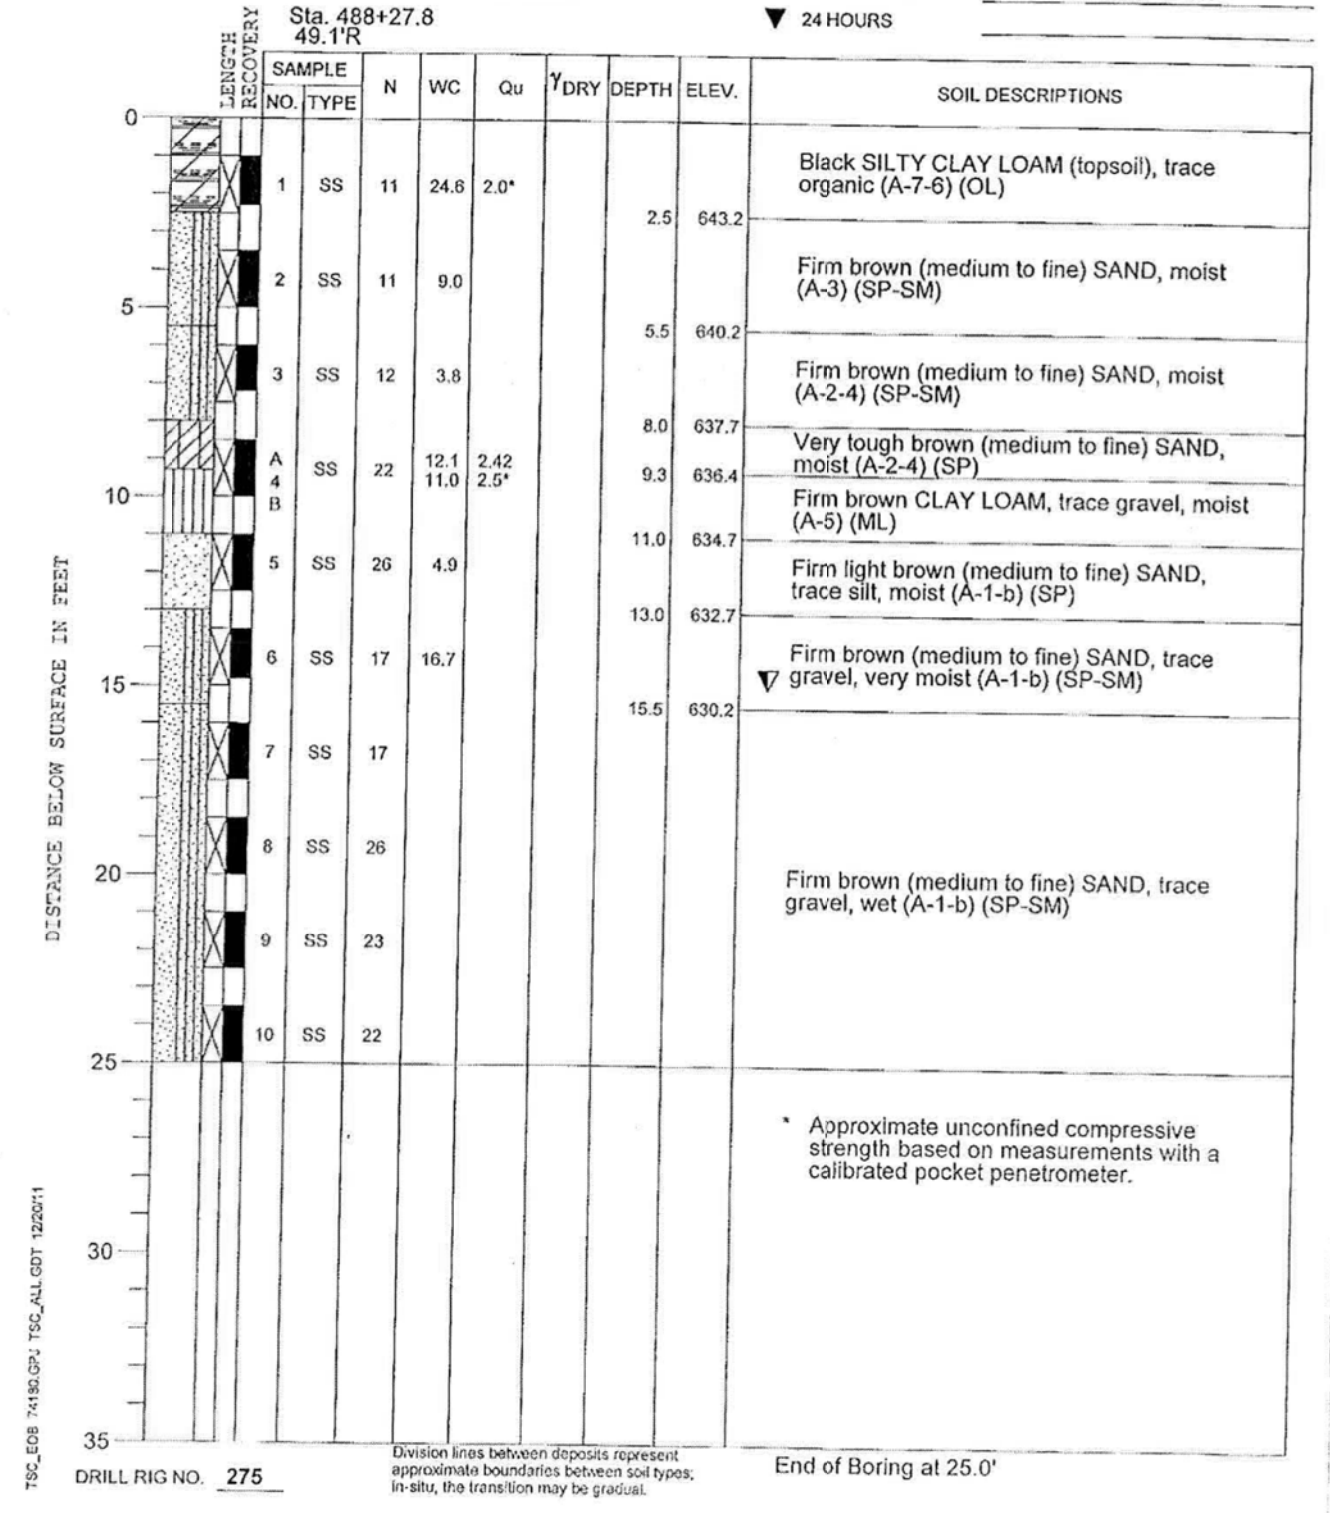 Sta. 488+27.8
49.1'R
▼ 24 HOURS
LENGTH
RECOVERY
SAMPLE
NO. TYPE
N
WC
Qu
γDRY
DEPTH
ELEV.
SOIL DESCRIPTIONS
0
Black SILTY CLAY LOAM (topsoil), trace
organic (A-7-6) (OL)
1 SS 11 24.6 2.0*
2.5 643.2
Firm brown (medium to fine) SAND, moist
(A-3) (SP-SM)
2 SS 11 9.0
5
5.5 640.2
Firm brown (medium to fine) SAND, moist
(A-2-4) (SP-SM)
3 SS 12 3.8
8.0 637.7
Very tough brown (medium to fine) SAND,
moist (A-2-4) (SP)
A
4
B
SS 22
12.1 2.42
11.0 2.5*
9.3 636.4
10
Firm brown CLAY LOAM, trace gravel, moist
(A-5) (ML)
11.0 634.7
5 SS 26 4.9
Firm light brown (medium to fine) SAND,
trace silt, moist (A-1-b) (SP)
13.0 632.7
6 SS 17 16.7
Firm brown (medium to fine) SAND, trace
gravel, very moist (A-1-b) (SP-SM)
15
15.5 630.2
7 SS 17
8 SS 26
20
Firm brown (medium to fine) SAND, trace
gravel, wet (A-1-b) (SP-SM)
9 SS 23
10 SS 22
25
* Approximate unconfined compressive
strength based on measurements with a
calibrated pocket penetrometer.
30
35
DISTANCE BELOW SURFACE IN FEET
TSC_EOB 74180.GPJ TSC_ALL.GDT 12/20/11
DRILL RIG NO. 275
Division lines between deposits represent
approximate boundaries between soil types;
in-situ, the transition may be gradual.
End of Boring at 25.0'